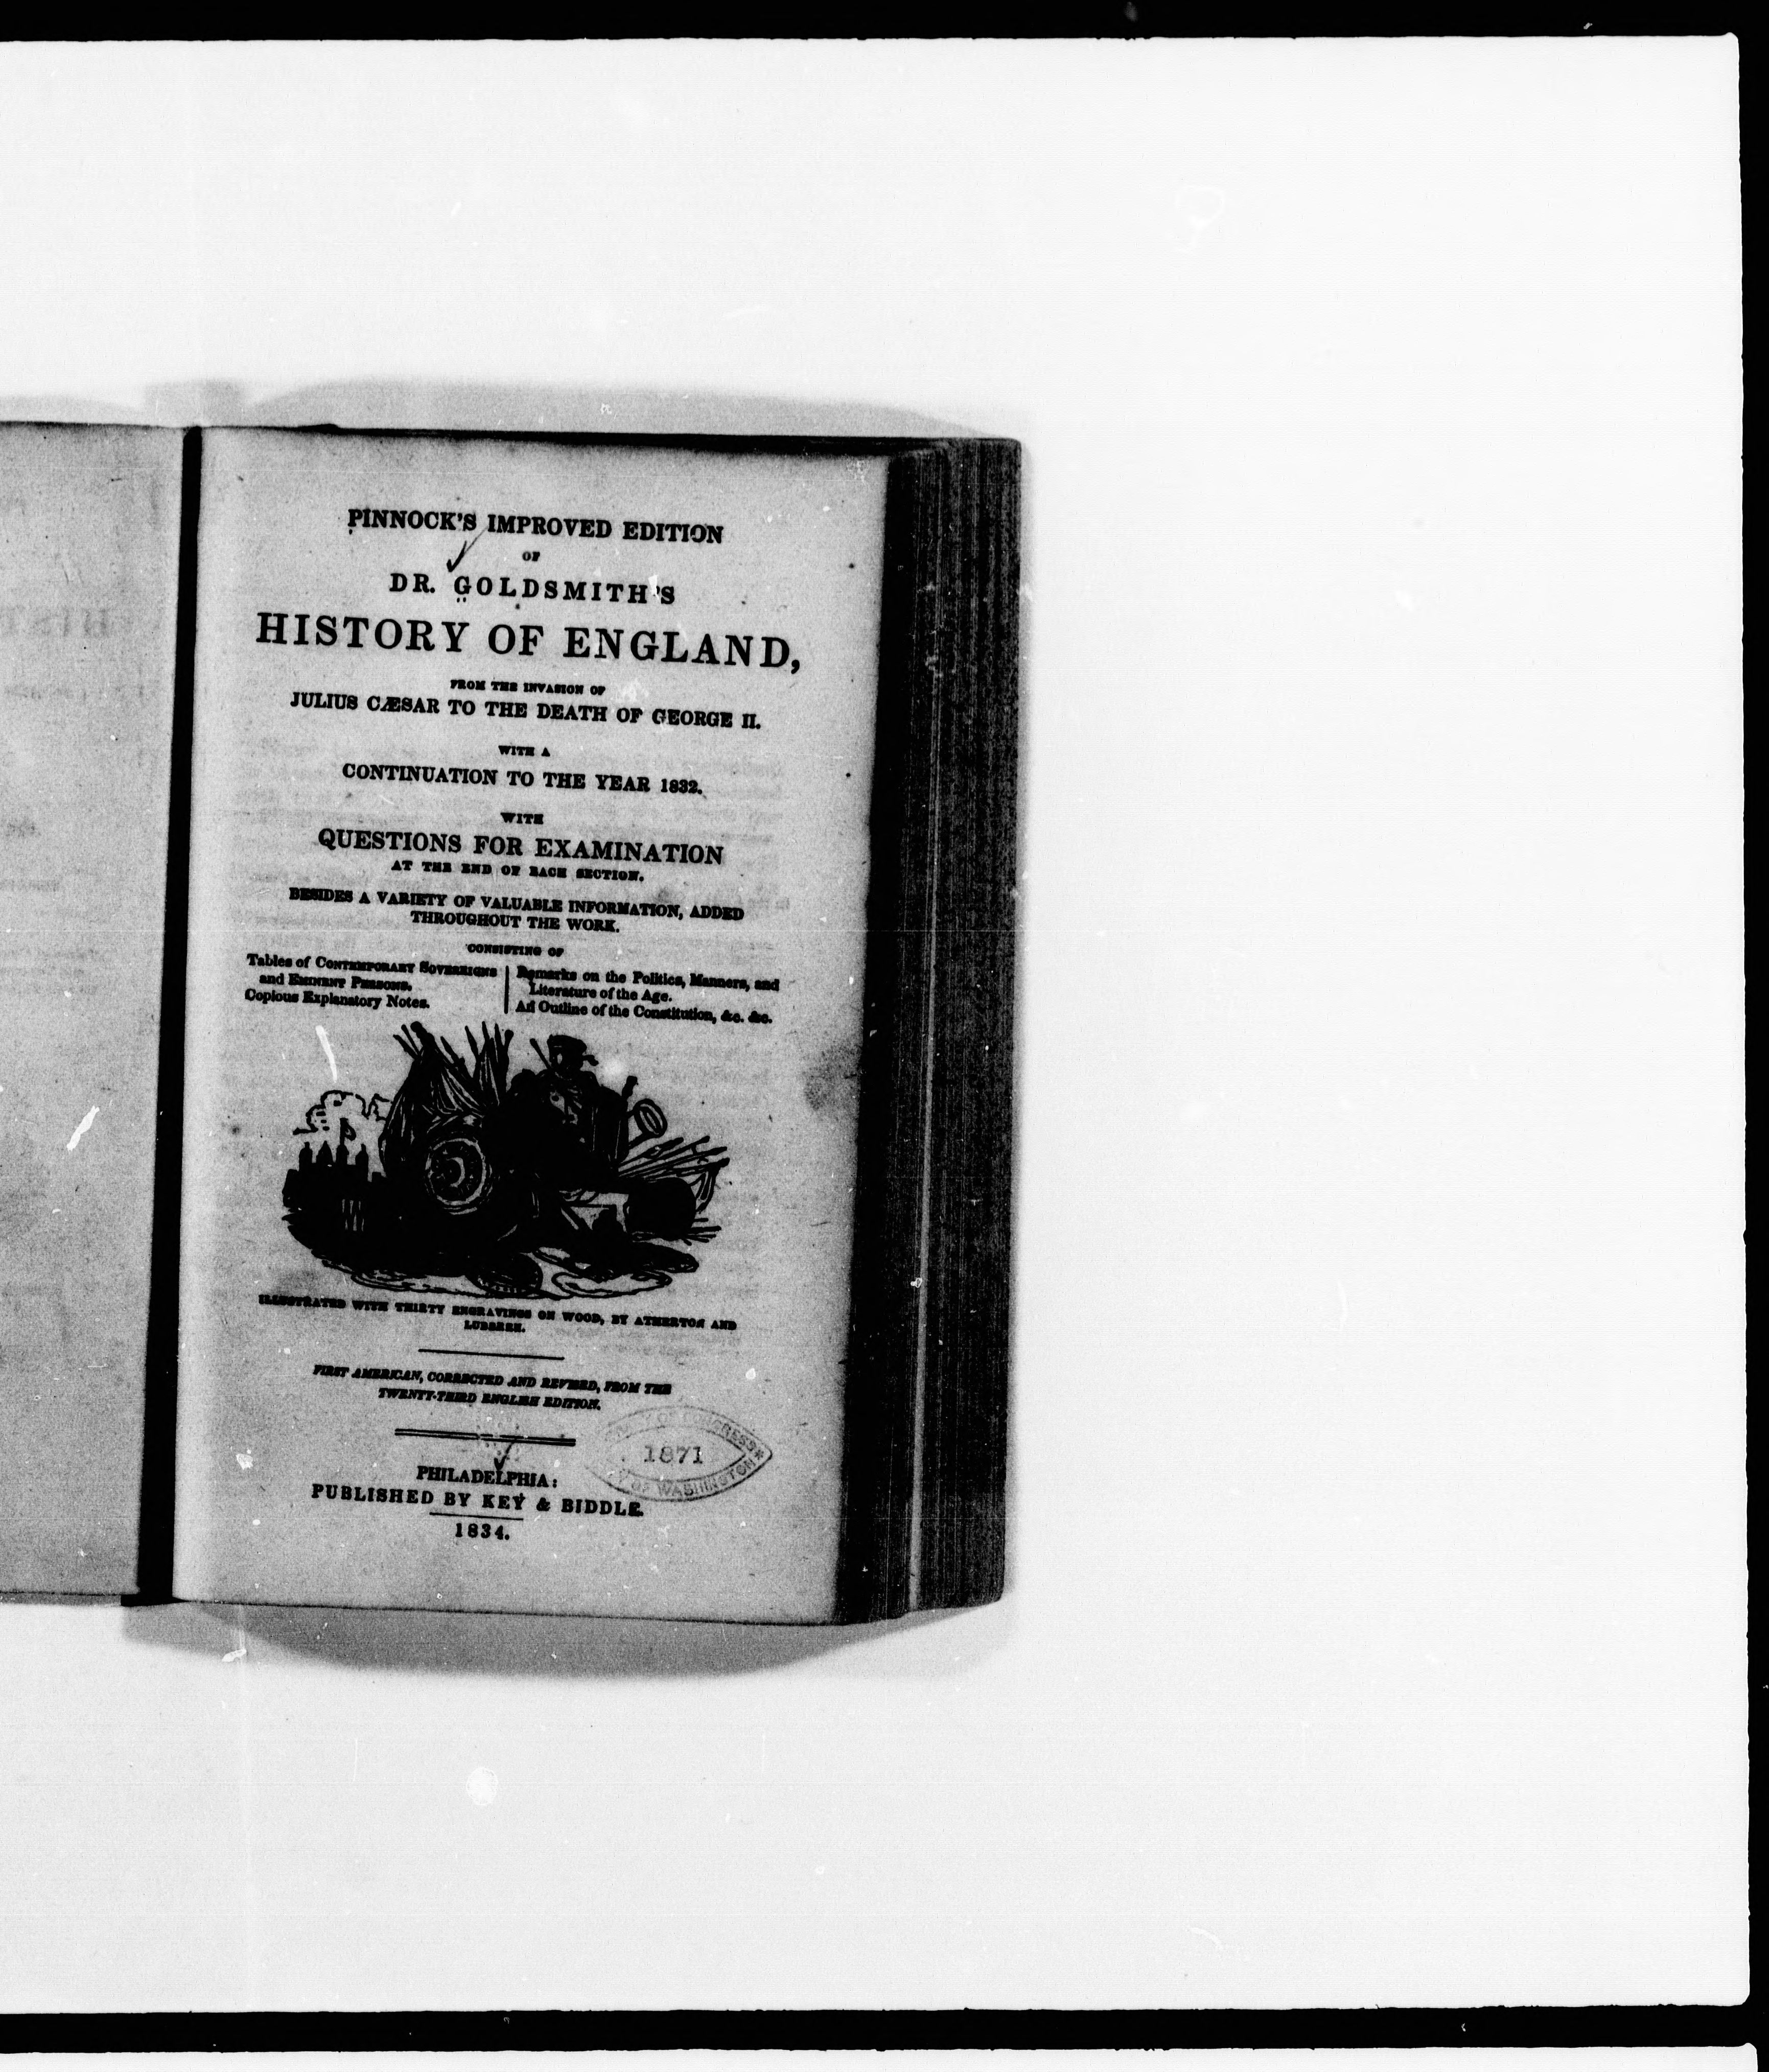 PINNOCK'S IMPROVED EDITION
OF
DR. GOLDSMITH'S
HISTORY OF ENGLAND,
FROM THE INVASION OF
JULIUS CÆSAR TO THE DEATH OF GEORGE II.
WITH A
CONTINUATION TO THE YEAR 1832.
WITH
QUESTIONS FOR EXAMINATION
AT THE END OF EACH SECTION.
BESIDES A VARIETY OF VALUABLE INFORMATION, ADDED
THROUGHOUT THE WORK.
CONSISTING OF
Tables of CONTEMPORARY SOVEREIGNS
and EMINENT PERSONS.
Copious Explanatory Notes.
Remarks on the Politics, Manners, and
Literature of the Age.
An Outline of the Constitution, &c. &c.
ILLUSTRATED WITH THIRTY ENGRAVINGS ON WOOD, BY ATHERTON AND
FIRST AMERICAN, CORRECTED AND REVISED, FROM THE
TWENTY-THIRD ENGLISH EDITION.
PHILADELPHIA:
PUBLISHED BY KEY & BIDDLE.
1834.
OF CONGRESS
1871
OF WASHINGTON